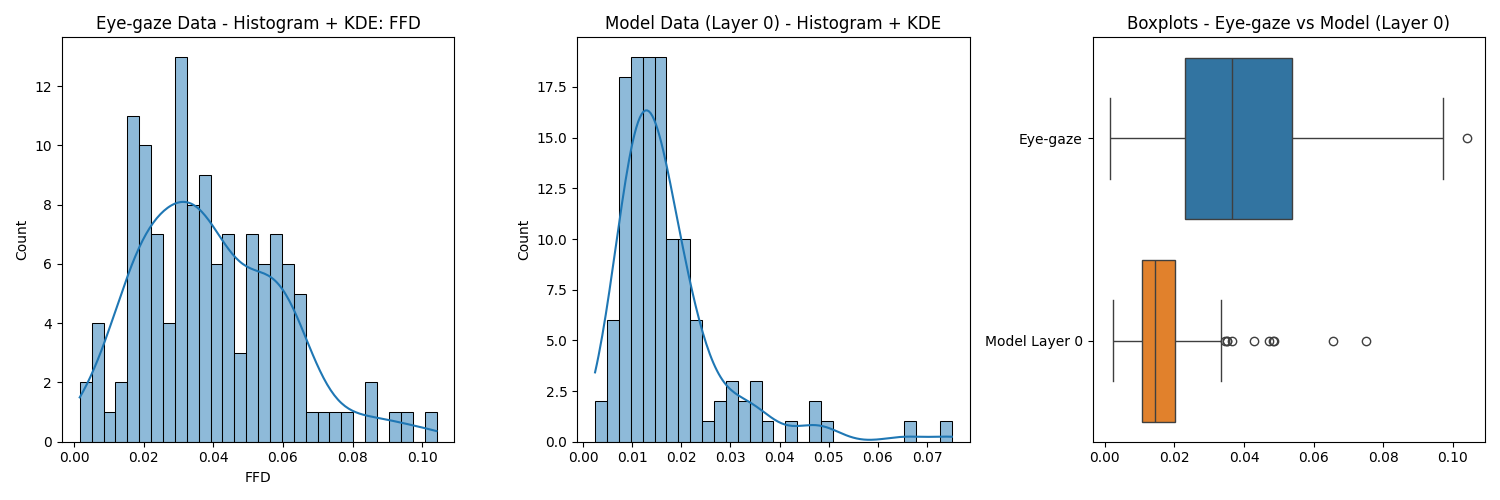 Eye-gaze Data - Histogram + KDE: FFD
Count
12
10
8
6
4
2
0
0.00 0.02 0.04 0.06 0.08 0.10
FFD
Model Data (Layer 0) - Histogram + KDE
Count
17.5
15.0
12.5
10.0
7.5
5.0
2.5
0.0
0.00 0.01 0.02 0.03 0.04 0.05 0.06 0.07
Boxplots - Eye-gaze vs Model (Layer 0)
Eye-gaze
Model Layer 0
0.00 0.02 0.04 0.06 0.08 0.10